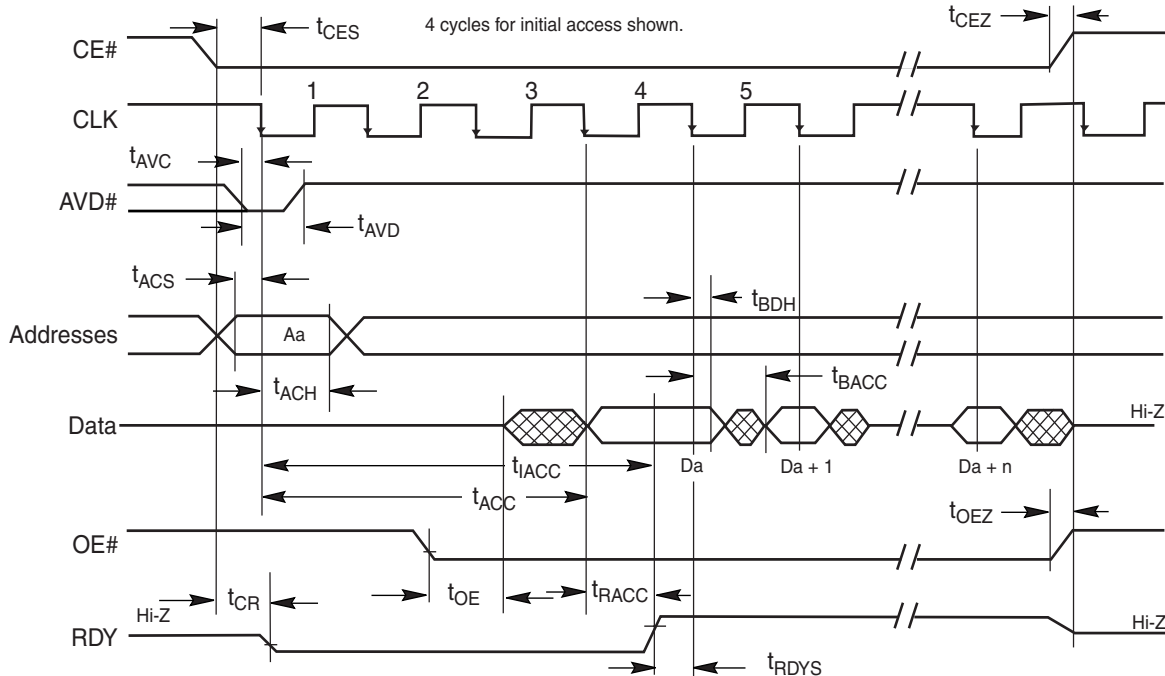 tCES
4 cycles for initial access shown.
tCEZ
CE#
1 2 3 4 5
CLK
tAVC
AVD#
tAVD
tACS
tBDH
Addresses
Aa
tACH
tBACC
Data
Hi-Z
tIACC
Da
Da + 1
Da + n
tACC
tOEZ
OE#
tOE
tRACC
tCR
Hi-Z
Hi-Z
RDY
tRDYS